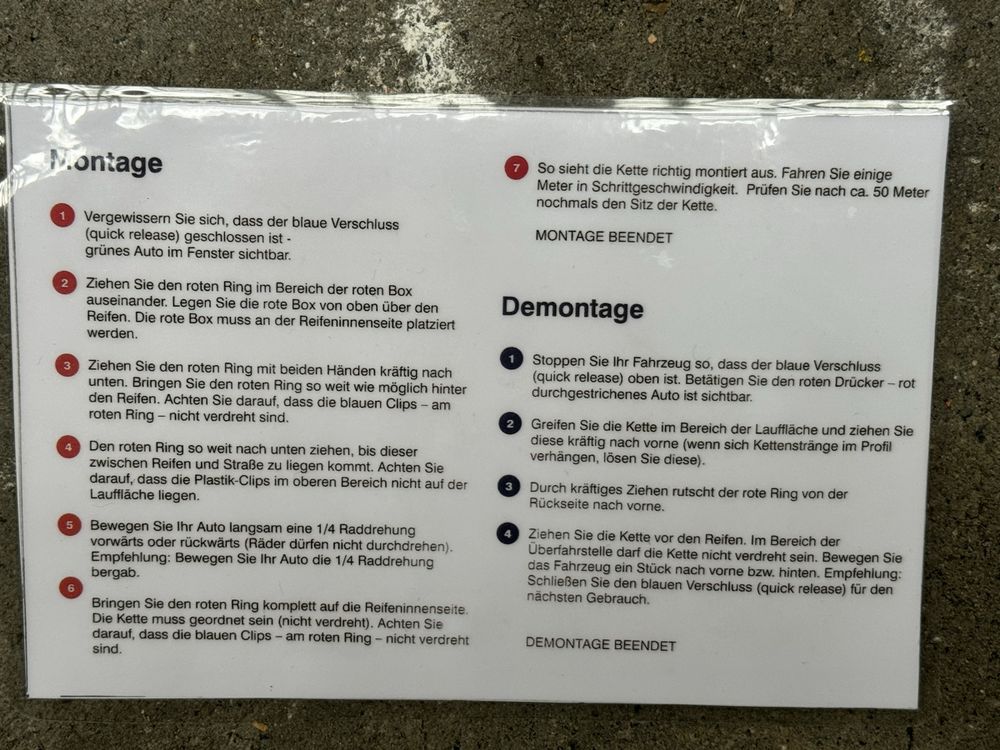 Montage
1 Vergewissern Sie sich, dass der blaue Verschluss
(quick release) geschlossen ist -
grünes Auto im Fenster sichtbar.
2 Ziehen Sie den roten Ring im Bereich der roten Box
auseinander. Legen Sie die rote Box von oben über den
Reifen. Die rote Box muss an der Reifeninnenseite platziert
werden.
3 Ziehen Sie den roten Ring mit beiden Händen kräftig nach
unten. Bringen Sie den roten Ring so weit wie möglich hinter
den Reifen. Achten Sie darauf, dass die blauen Clips – am
roten Ring – nicht verdreht sind.
4 Den roten Ring so weit nach unten ziehen, bis dieser
zwischen Reifen und Straße zu liegen kommt. Achten Sie
darauf, dass die Plastik-Clips im oberen Bereich nicht auf der
Lauffläche liegen.
5 Bewegen Sie Ihr Auto langsam eine 1/4 Raddrehung
vorwärts oder rückwärts (Räder dürfen nicht durchdrehen).
Empfehlung: Bewegen Sie Ihr Auto die 1/4 Raddrehung
bergab.
6
Bringen Sie den roten Ring komplett auf die Reifeninnenseite.
Die Kette muss geordnet sein (nicht verdreht). Achten Sie
darauf, dass die blauen Clips – am roten Ring – nicht verdreht
sind.
7 So sieht die Kette richtig montiert aus. Fahren Sie einige
Meter in Schrittgeschwindigkeit. Prüfen Sie nach ca. 50 Meter
nochmals den Sitz der Kette.
MONTAGE BEENDET
Demontage
1 Stoppen Sie Ihr Fahrzeug so, dass der blaue Verschluss
(quick release) oben ist. Betätigen Sie den roten Drücker – rot
durchgestrichenes Auto ist sichtbar.
2 Greifen Sie die Kette im Bereich der Lauffläche und ziehen Sie
diese kräftig nach vorne (wenn sich Kettenstränge im Profil
verhängen, lösen Sie diese).
3 Durch kräftiges Ziehen rutscht der rote Ring von der
Rückseite nach vorne.
4 Ziehen Sie die Kette vor den Reifen. Im Bereich der
Überfahrstelle darf die Kette nicht verdreht sein. Bewegen Sie
das Fahrzeug ein Stück nach vorne bzw. hinten. Empfehlung:
Schließen Sie den blauen Verschluss (quick release) für den
nächsten Gebrauch.
DEMONTAGE BEENDET